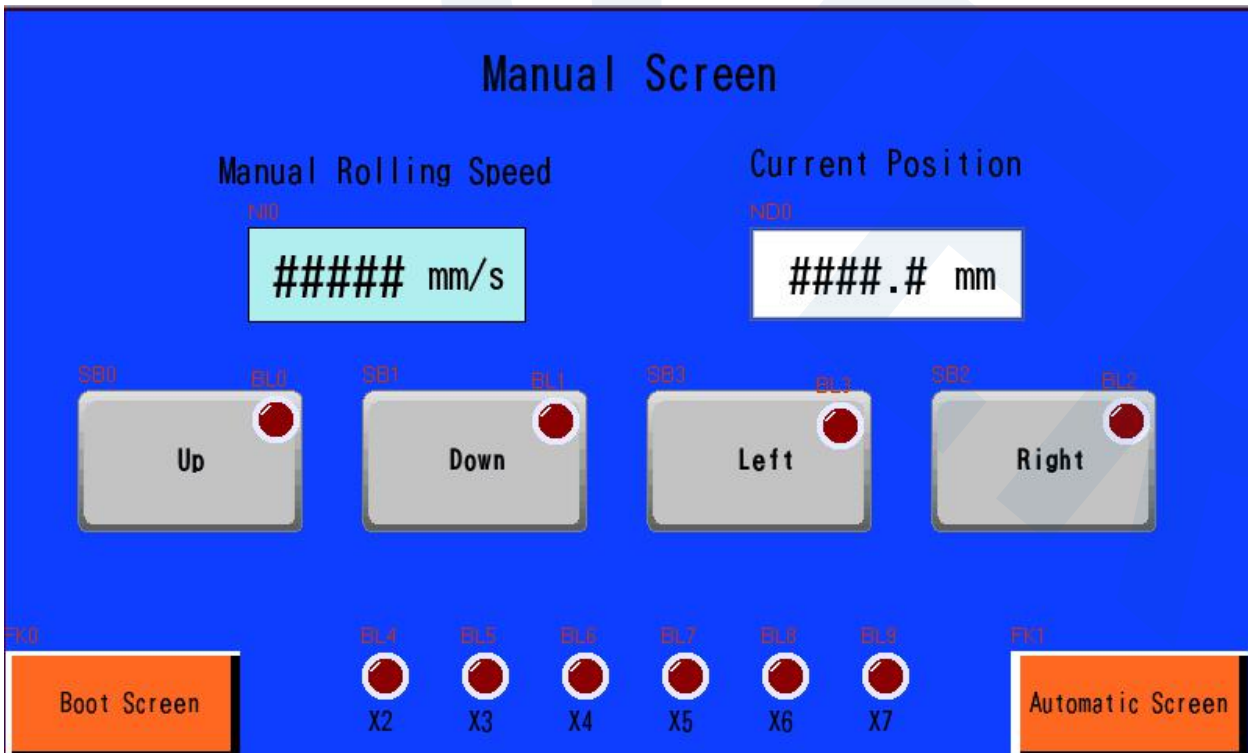 Manual Screen
Manual Rolling Speed
Current Position
NI0
ND0
##### mm/s
####.# mm
SB0
BL0
SB1
BL1
SB3
BL3
SB2
BL2
Up
Down
Left
Right
FK0
BL4
BL5
BL6
BL7
BL8
BL9
FK1
Boot Screen
X2
X3
X4
X5
X6
X7
Automatic Screen